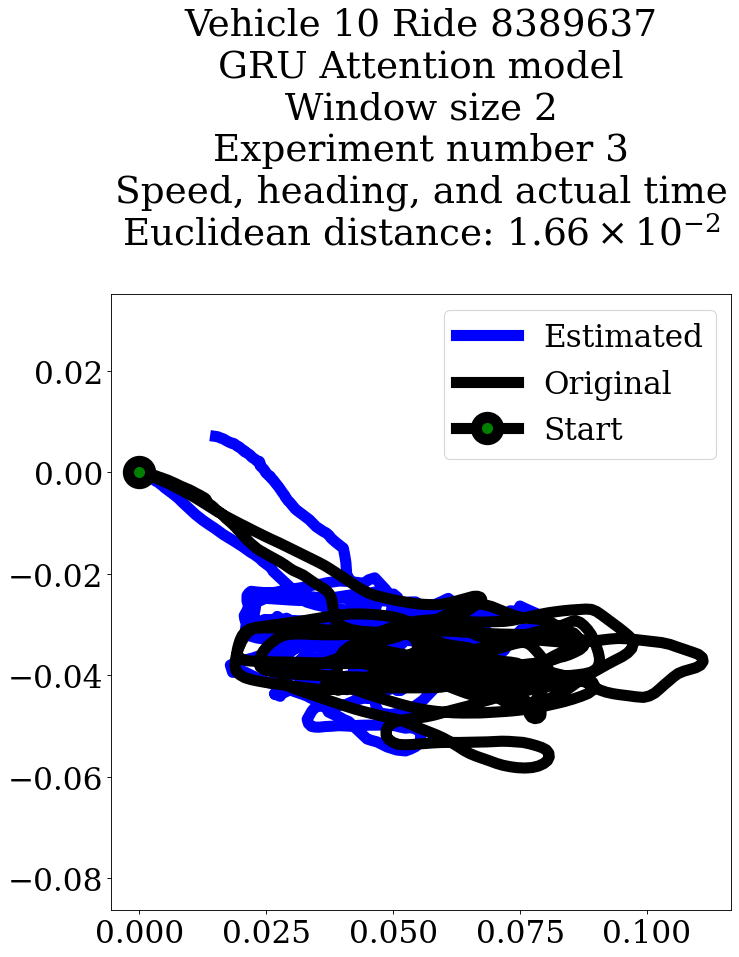 Vehicle 10 Ride 8389637
GRU Attention model
Window size 2
Experiment number 3
Speed, heading, and actual time
Euclidean distance: 1.66 × 10⁻²
Estimated
Original
Start
0.02
0.00
−0.02
−0.04
−0.06
−0.08
0.000 0.025 0.050 0.075 0.100